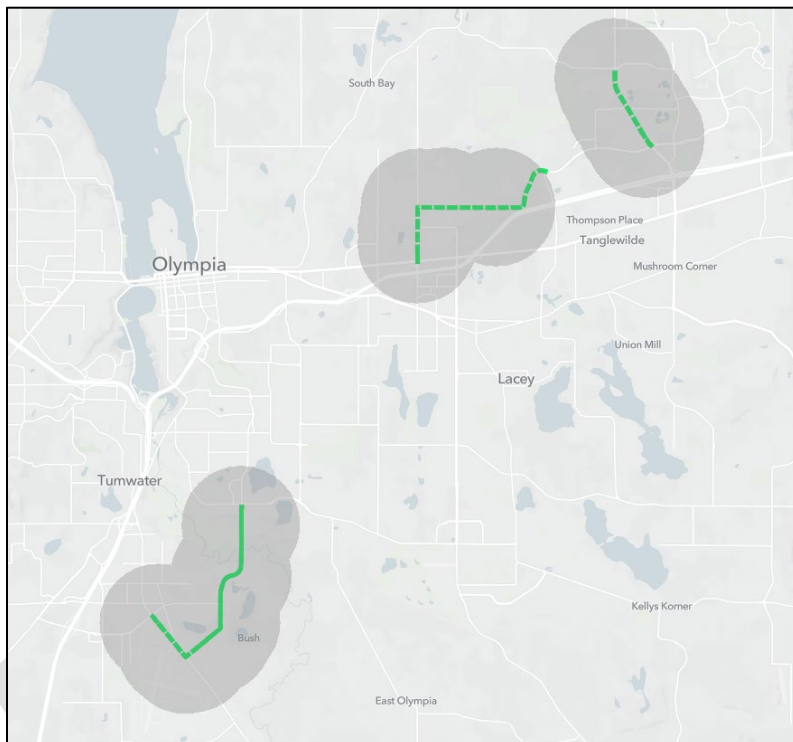 South Bay
Thompson Place
Tanglewilde
Olympia
Mushroom Corner
Union Mill
Lacey
Tumwater
Kellys Korner
Bush
East Olympia